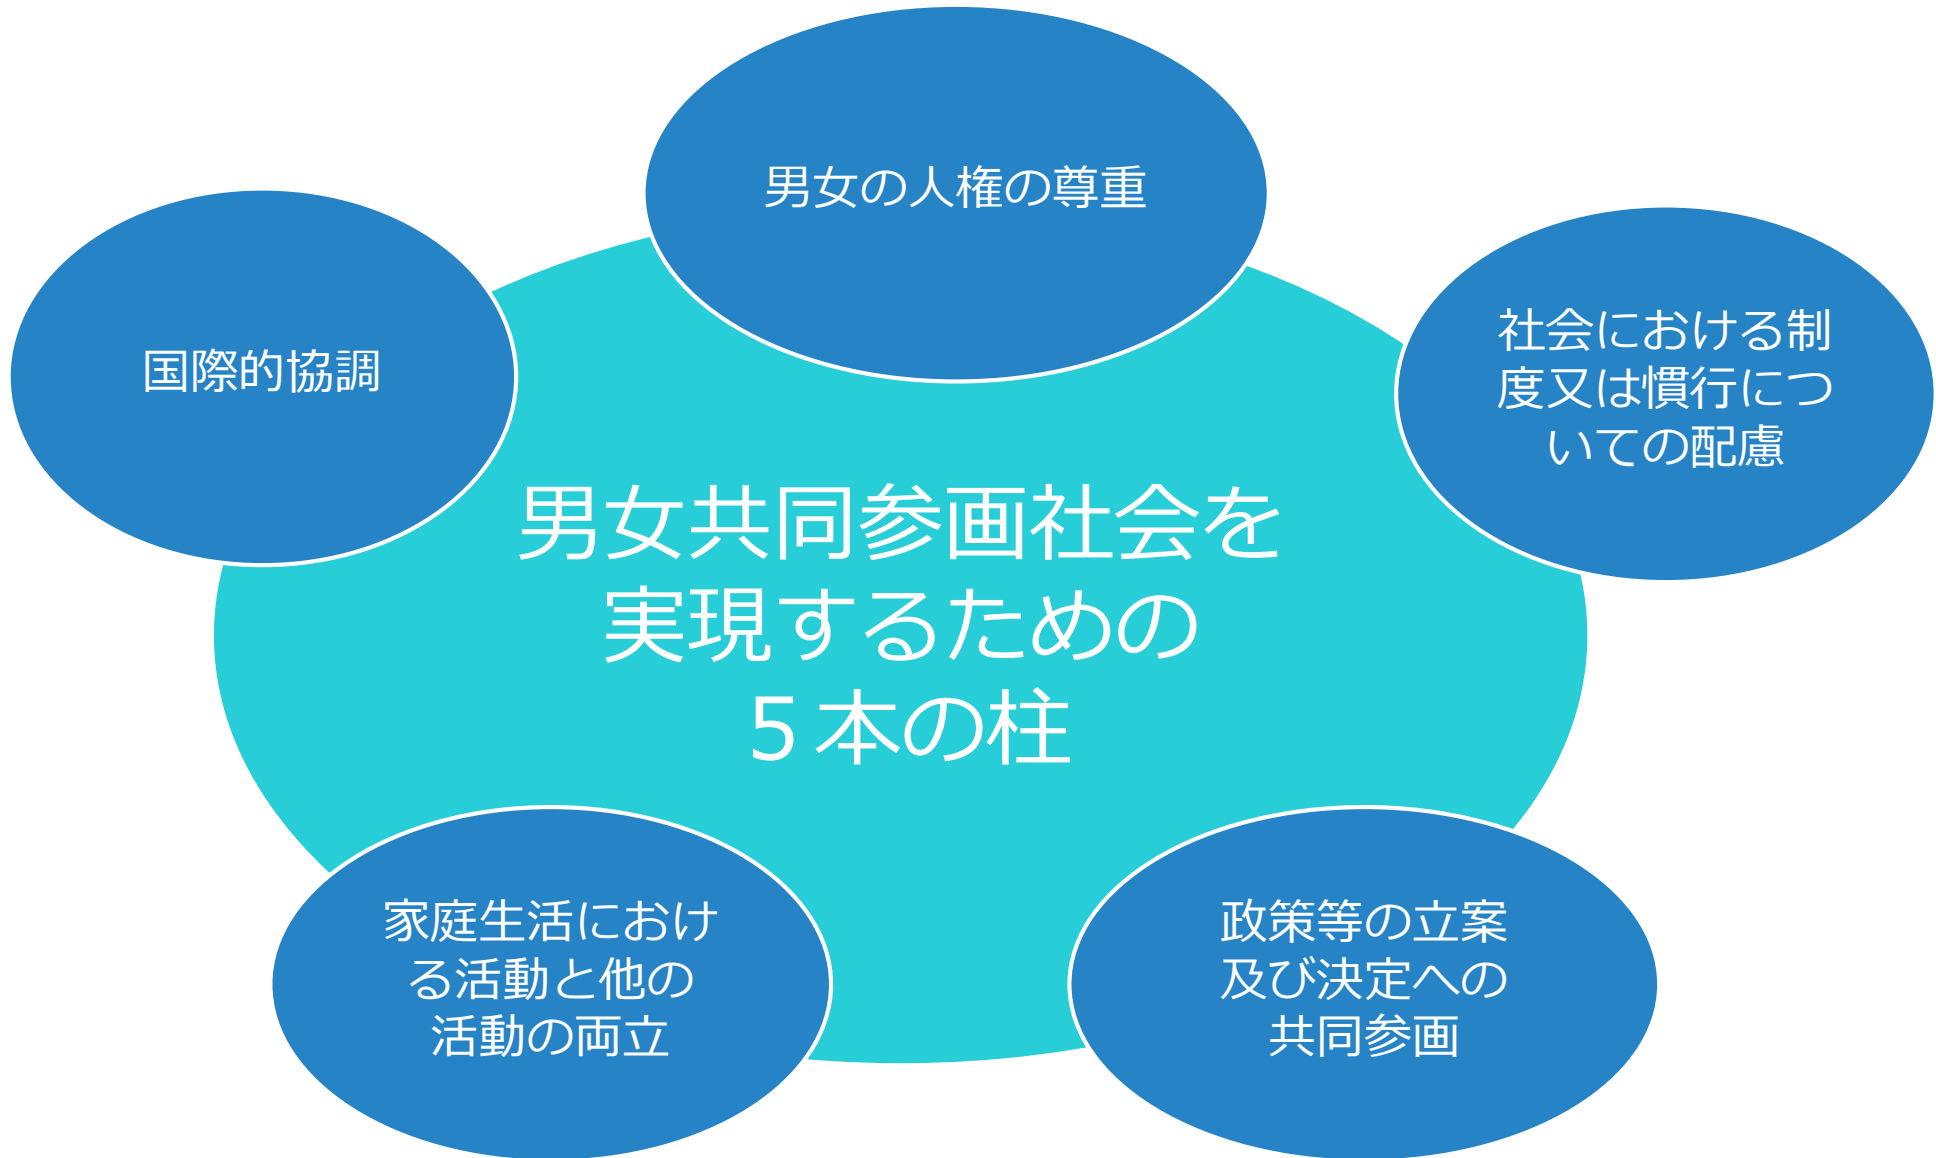 男女の人権の尊重
社会における制
度又は慣行につ
いての配慮
政策等の立案
及び決定への
共同参画
家庭生活におけ
る活動と他の
活動の両立
国際的協調
男女共同参画社会を
実現するための
５本の柱